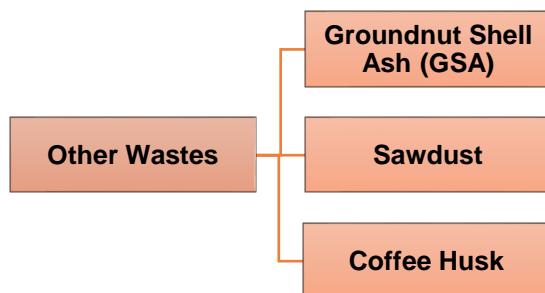 Groundnut Shell
Ash (GSA)
Other Wastes
Sawdust
Coffee Husk